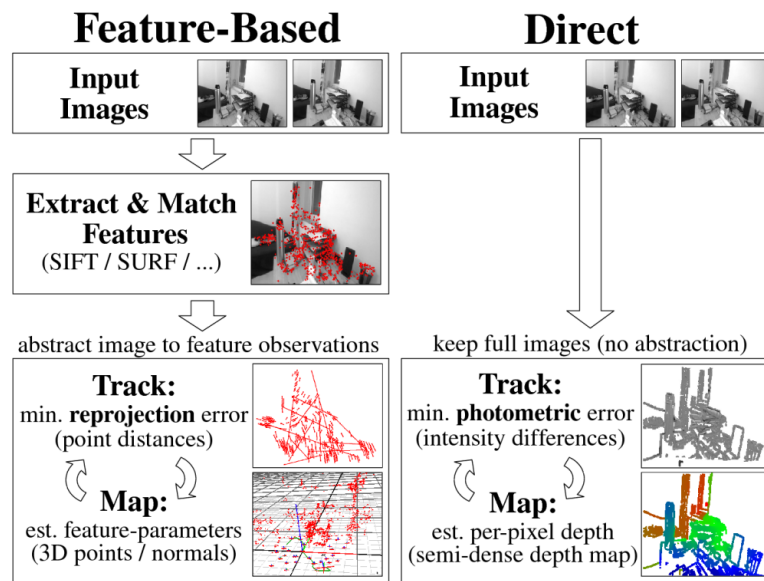 Feature-Based
Input
Images
Extract & Match
Features
(SIFT / SURF / ...)
abstract image to feature observations
Track:
min. reprojection error
(point distances)
Map:
est. feature-parameters
(3D points / normals)
Direct
Input
Images
keep full images (no abstraction)
Track:
min. photometric error
(intensity differences)
Map:
est. per-pixel depth
(semi-dense depth map)